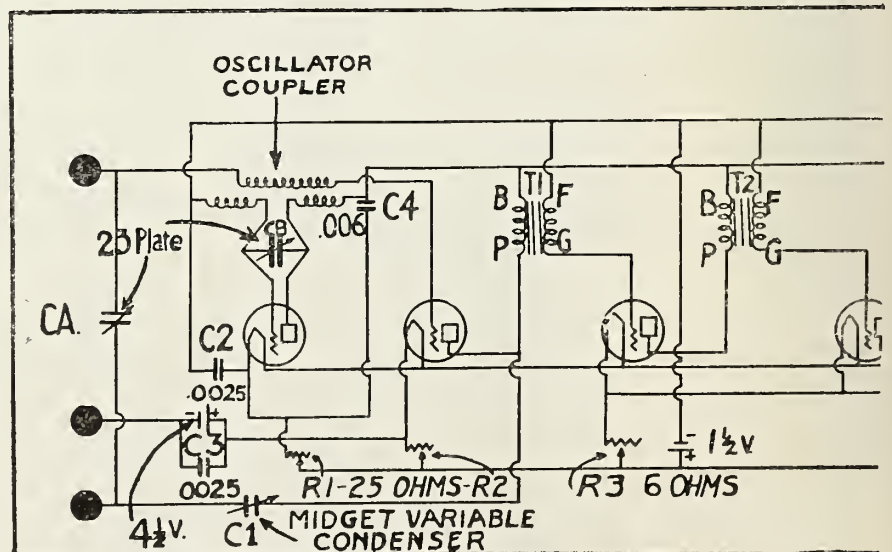 OSCILLATOR
COUPLER
23 Plate
CB
.006
C4
B
T1
F
P
G
B
T2
F
P
G
CA.
C2
.0025
- +
C3
.0025
4½V.
C1
MIDGET VARIABLE
CONDENSER
R1-25 OHMS-R2
R3 6 OHMS
-
+
1½V.